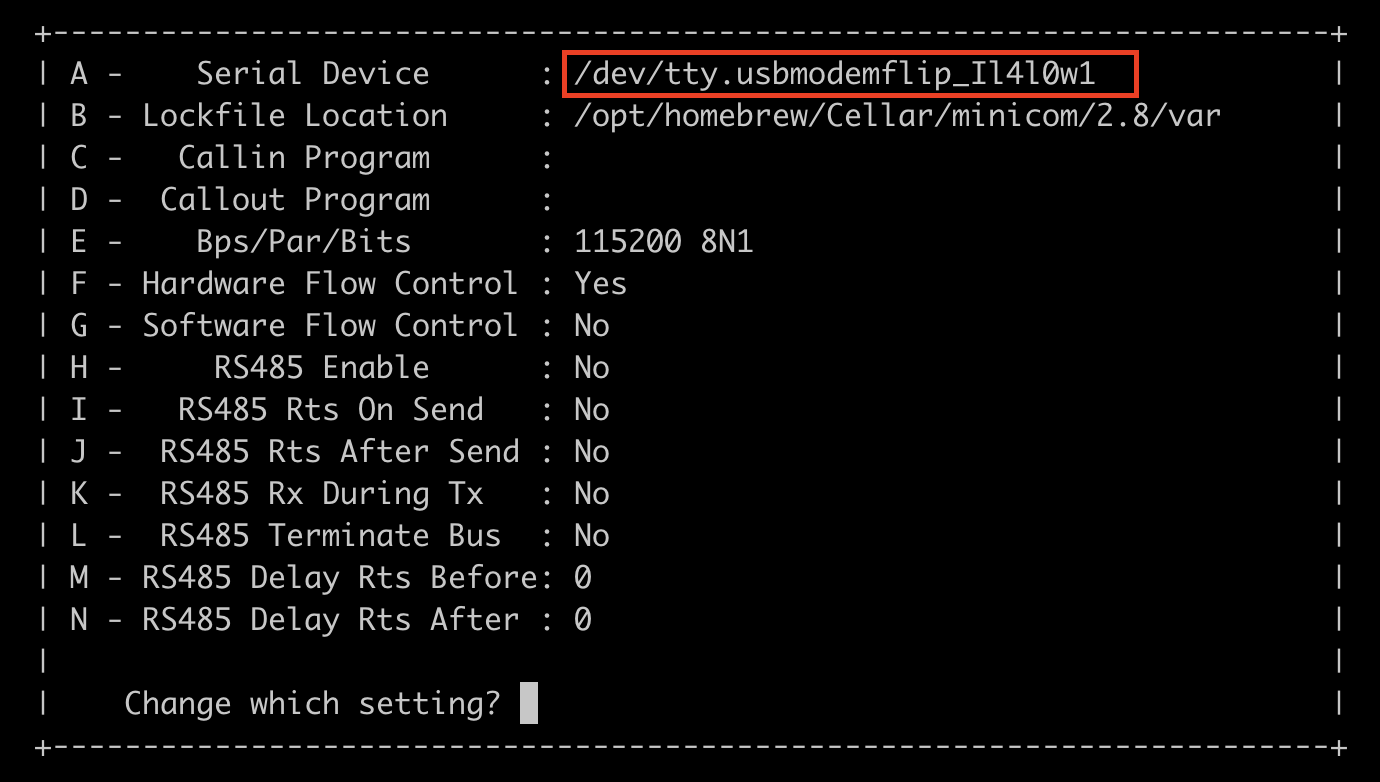 +-----------------------------------------------------------------------+
| A -    Serial Device      : /dev/tty.usbmodemflip_Il4l0w1             |
| B - Lockfile Location     : /opt/homebrew/Cellar/minicom/2.8/var      |
| C -   Callin Program      :                                           |
| D -  Callout Program      :                                           |
| E -    Bps/Par/Bits       : 115200 8N1                                |
| F - Hardware Flow Control : Yes                                       |
| G - Software Flow Control : No                                        |
| H -     RS485 Enable      : No                                        |
| I -   RS485 Rts On Send   : No                                        |
| J -  RS485 Rts After Send : No                                        |
| K -  RS485 Rx During Tx   : No                                        |
| L -  RS485 Terminate Bus  : No                                        |
| M - RS485 Delay Rts Before: 0                                         |
| N - RS485 Delay Rts After : 0                                         |
|                                                                       |
|    Change which setting?                                              |
+-----------------------------------------------------------------------+